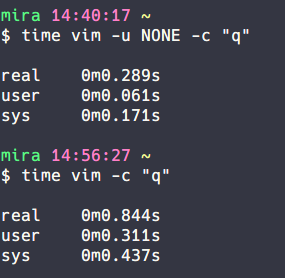 mira 14:40:17 ~
$ time vim -u NONE -c "q"
real 0m0.289s
user 0m0.061s
sys 0m0.171s
mira 14:56:27 ~
$ time vim -c "q"
real 0m0.844s
user 0m0.311s
sys 0m0.437s